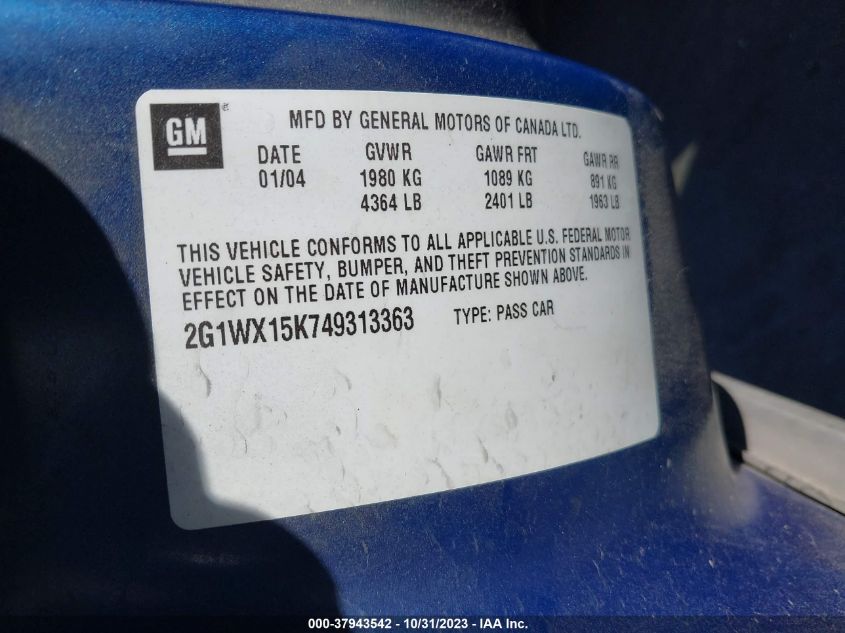 GM ®
MFD BY GENERAL MOTORS OF CANADA LTD.
DATE GVWR GAWR FRT GAWR RR
01/04 1980 KG 1089 KG 891 KG
4364 LB 2401 LB 1963 LB
THIS VEHICLE CONFORMS TO ALL APPLICABLE U.S. FEDERAL MOTOR
VEHICLE SAFETY, BUMPER, AND THEFT PREVENTION STANDARDS IN
EFFECT ON THE DATE OF MANUFACTURE SHOWN ABOVE.
2G1WX15K749313363 TYPE: PASS CAR
000-37943542 - 10/31/2023 - IAA Inc.